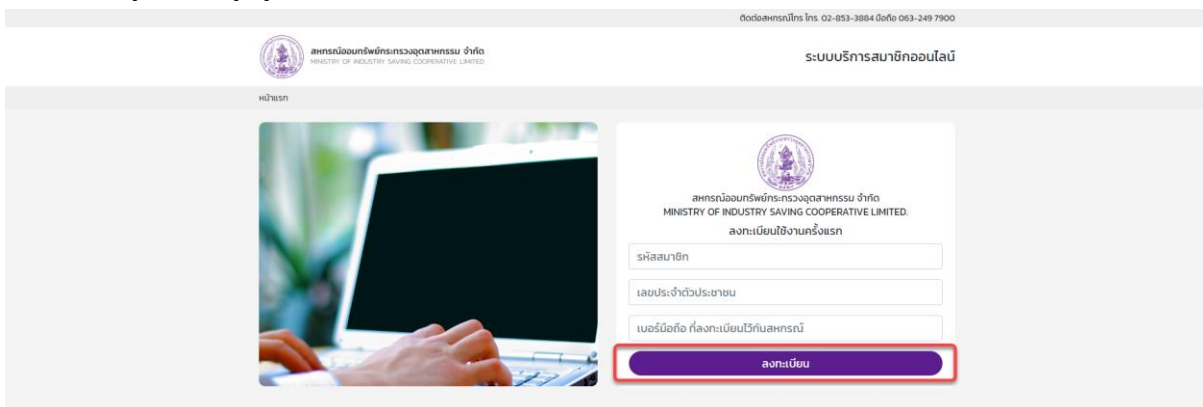 ติดต่อสหกรณ์โทร โทร. 02-853-3884 มือถือ 063-249 7900
สหกรณ์ออมทรัพย์กระทรวงอุตสาหกรรม จำกัด
MINISTRY OF INDUSTRY SAVING COOPERATIVE LIMITED
ระบบบริการสมาชิกออนไลน์
หน้าแรก
สหกรณ์ออมทรัพย์กระทรวงอุตสาหกรรม จำกัด
MINISTRY OF INDUSTRY SAVING COOPERATIVE LIMITED.
ลงทะเบียนใช้งานครั้งแรก
รหัสสมาชิก
เลขประจำตัวประชาชน
เบอร์มือถือ ที่ลงทะเบียนไว้กับสหกรณ์
ลงทะเบียน